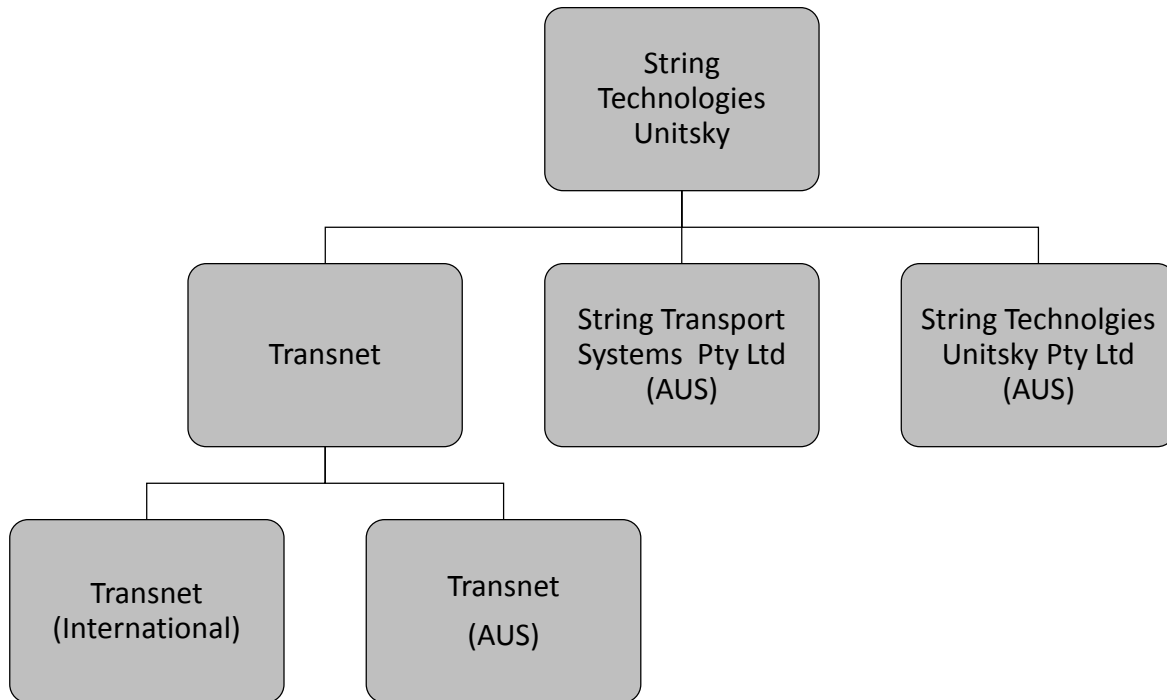 String
Technologies
Unitsky
Transnet
String Transport
Systems Pty Ltd
(AUS)
String Technolgies
Unitsky Pty Ltd
(AUS)
Transnet
(International)
Transnet
(AUS)